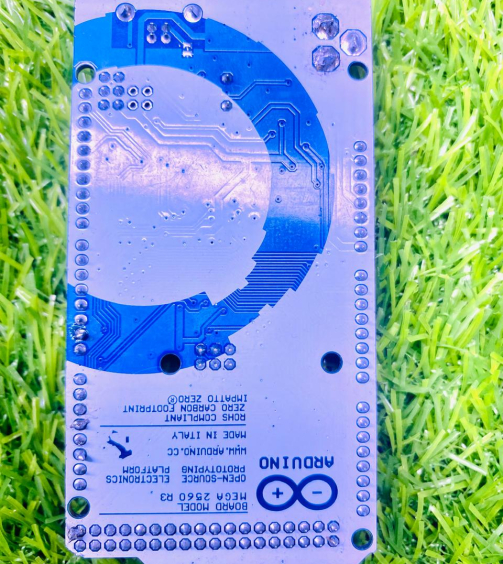 BOARD MODEL
MEGA 2560 R3
OPEN-SOURCE
PROTOTYPING
PLATFORM
ELECTRONICS
WWW.ARDUINO.CC
MADE IN ITALY
ROHS COMPLIANT
ZERO CARBON FOOTPRINT
IMPATTO ZERO®
ARDUINO